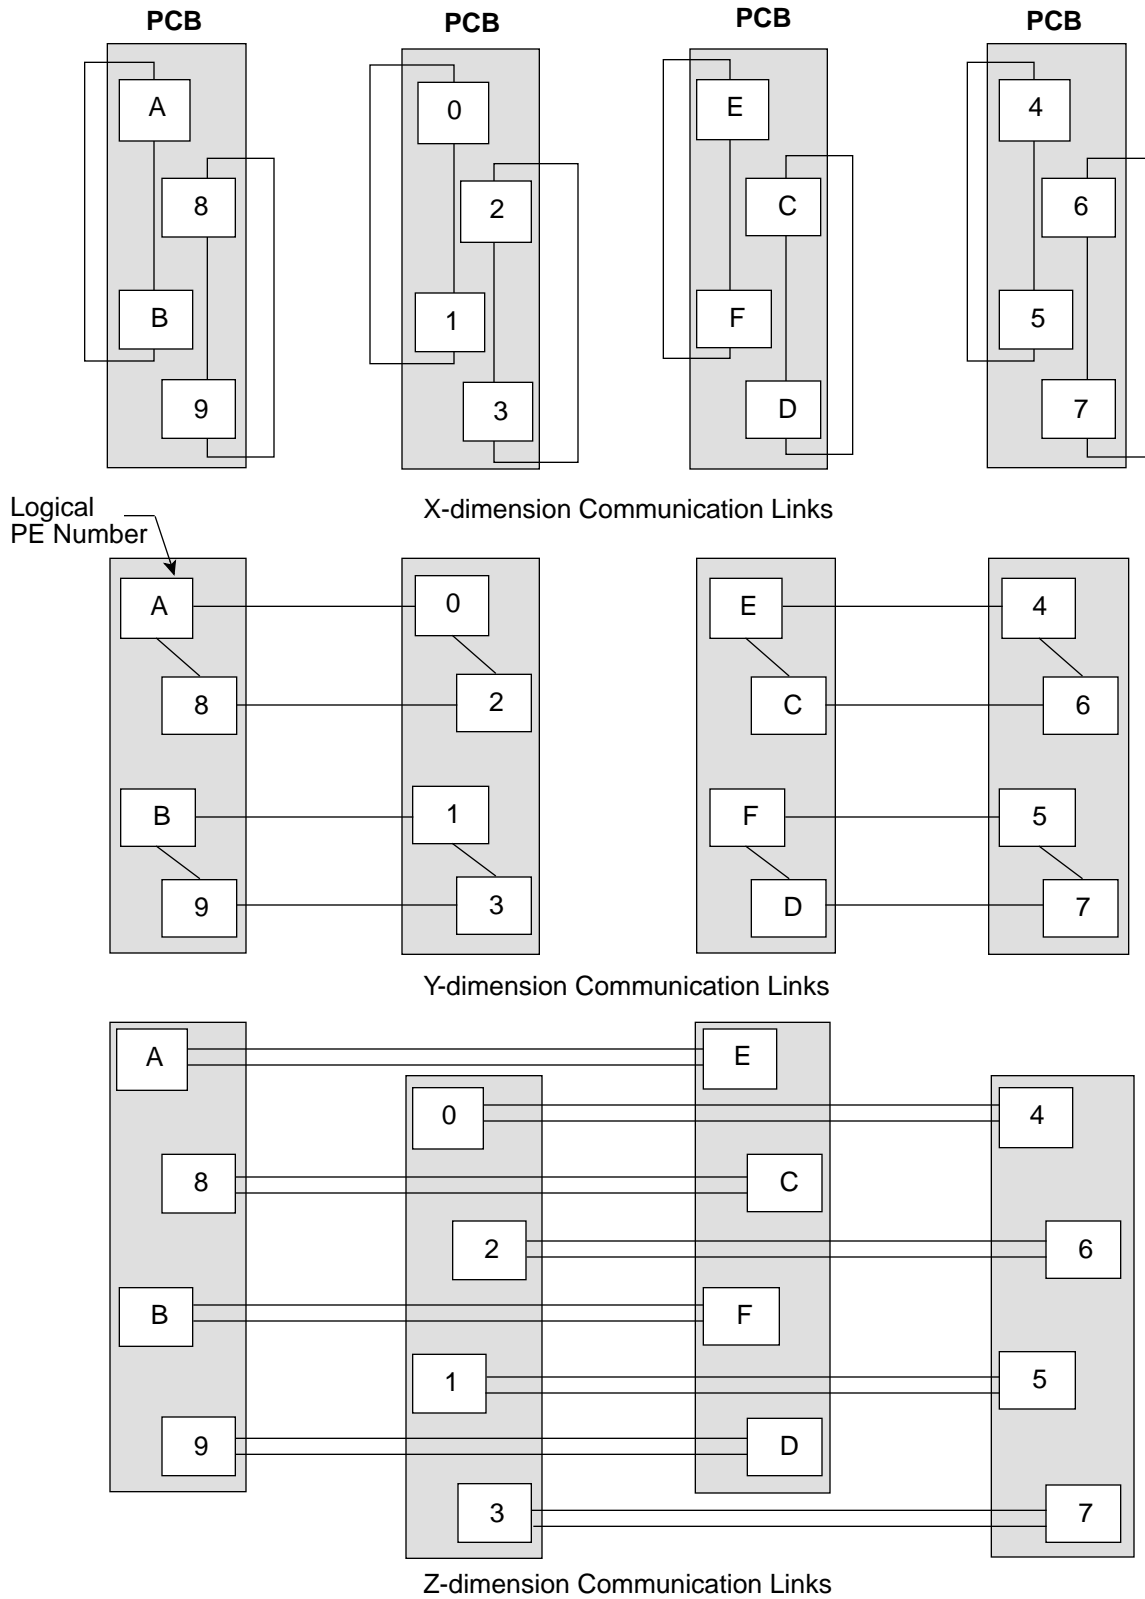 PCB PCB PCB PCB
A 0 E 4
8 2 C 6
B 1 F 5
9 3 D 7
X-dimension Communication Links
Logical
PE Number
A 0 E 4
8 2 C 6
B 1 F 5
9 3 D 7
Y-dimension Communication Links
A E
0 4
8 C
2 6
B F
1 5
9 D
3 7
Z-dimension Communication Links